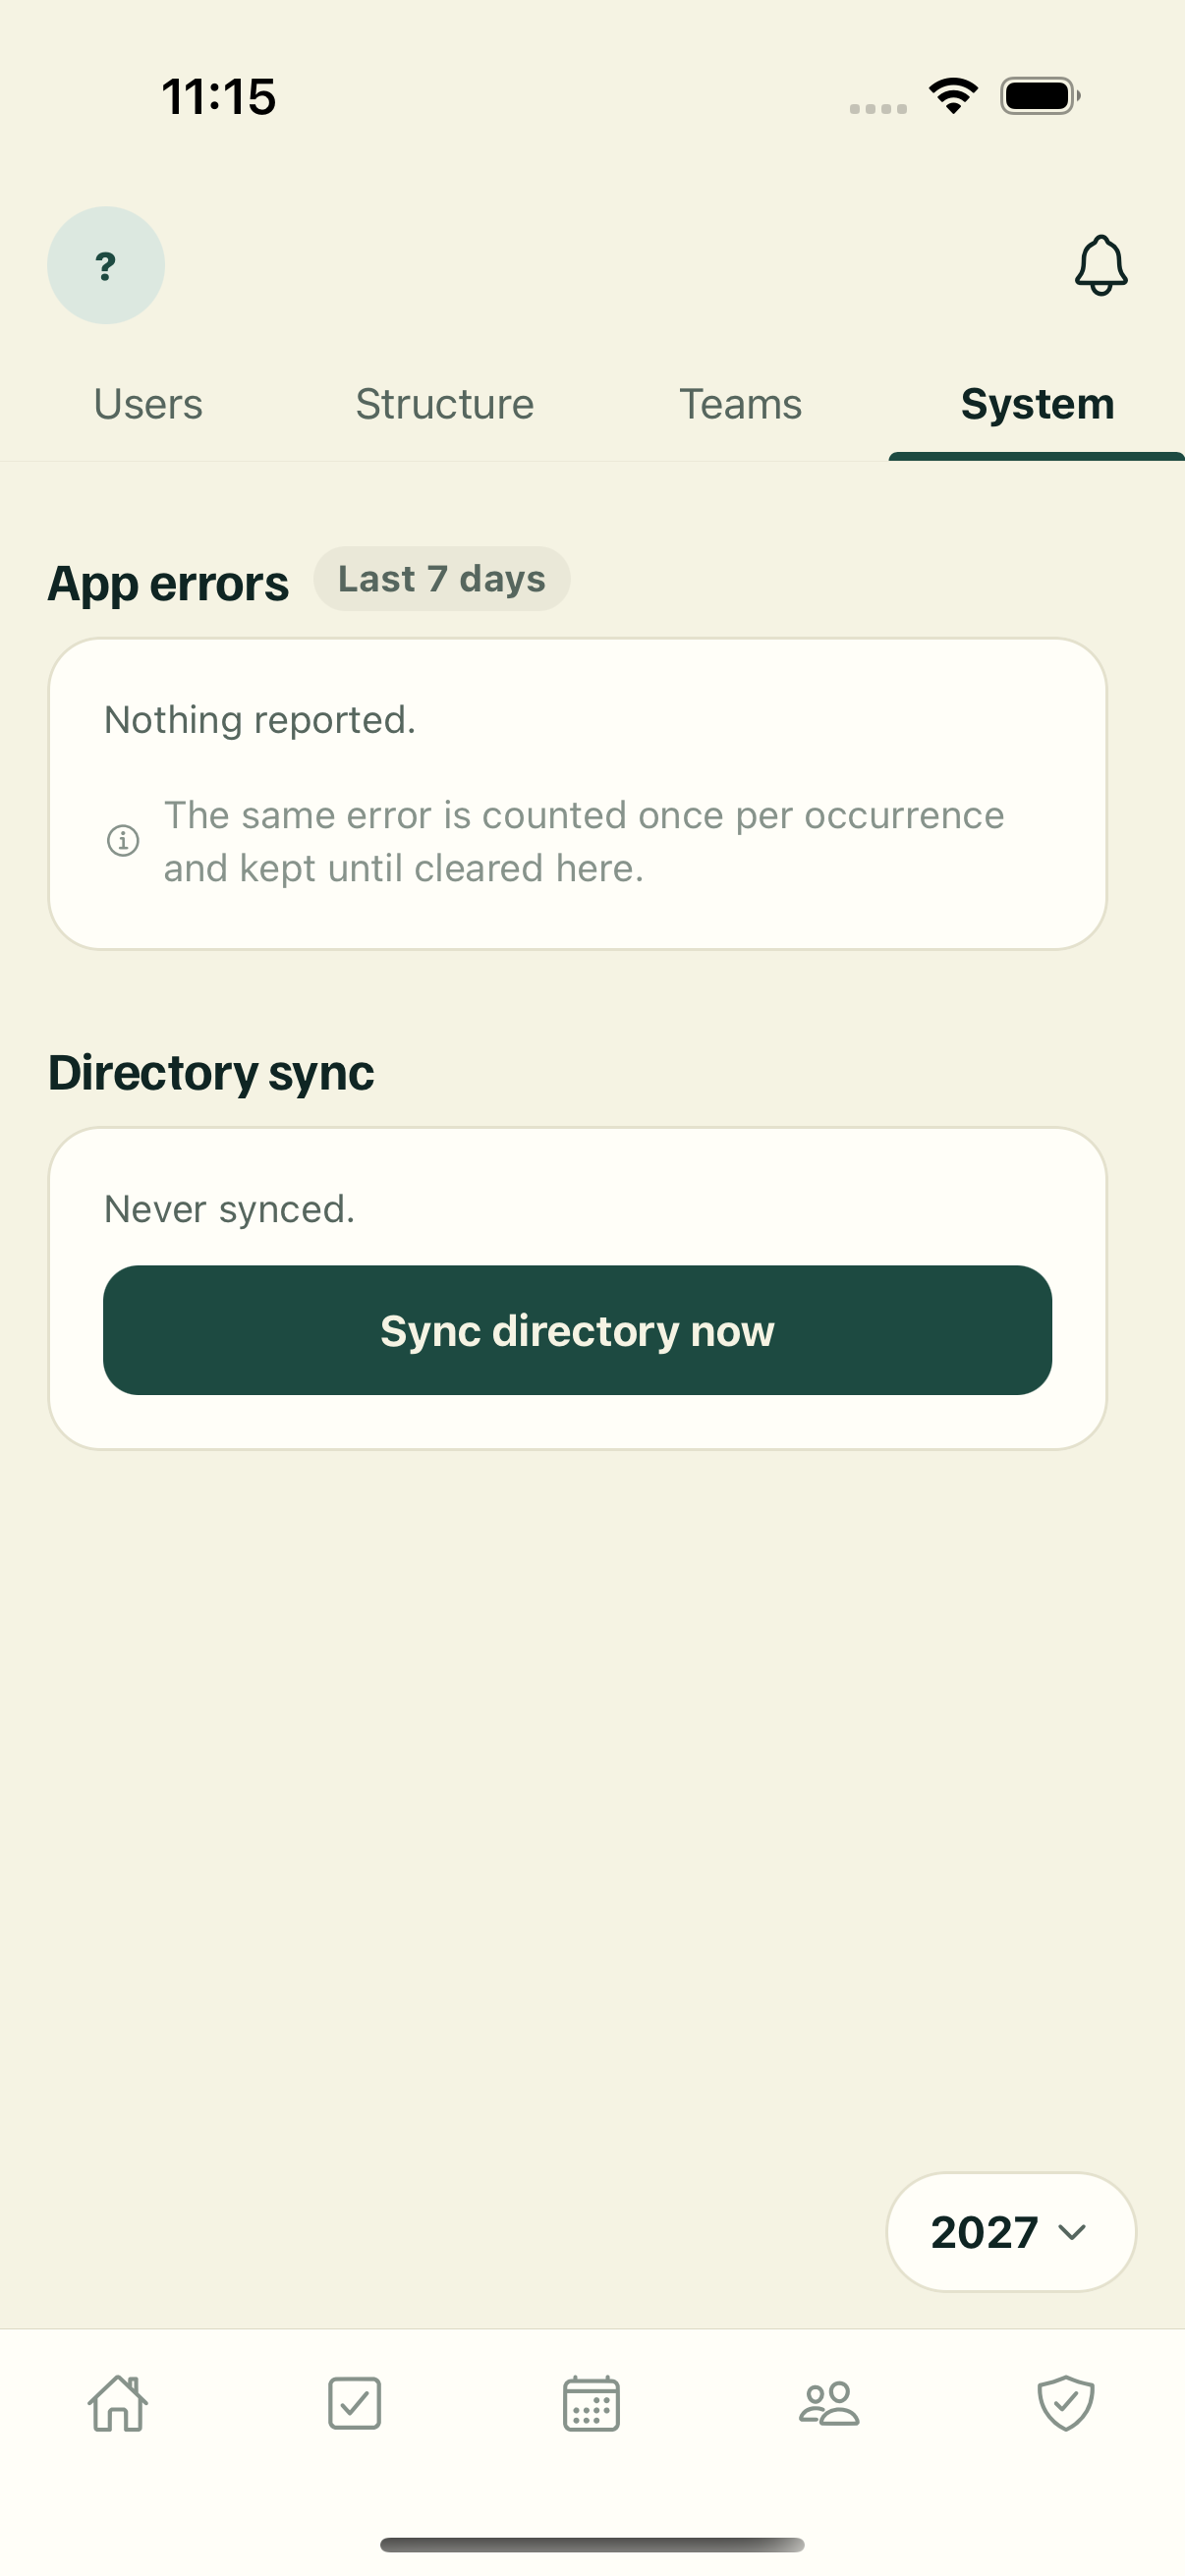 11:15
?
Users Structure Teams System
App errors Last 7 days
Nothing reported.
The same error is counted once per occurrence
and kept until cleared here.
Directory sync
Never synced.
Sync directory now
2027